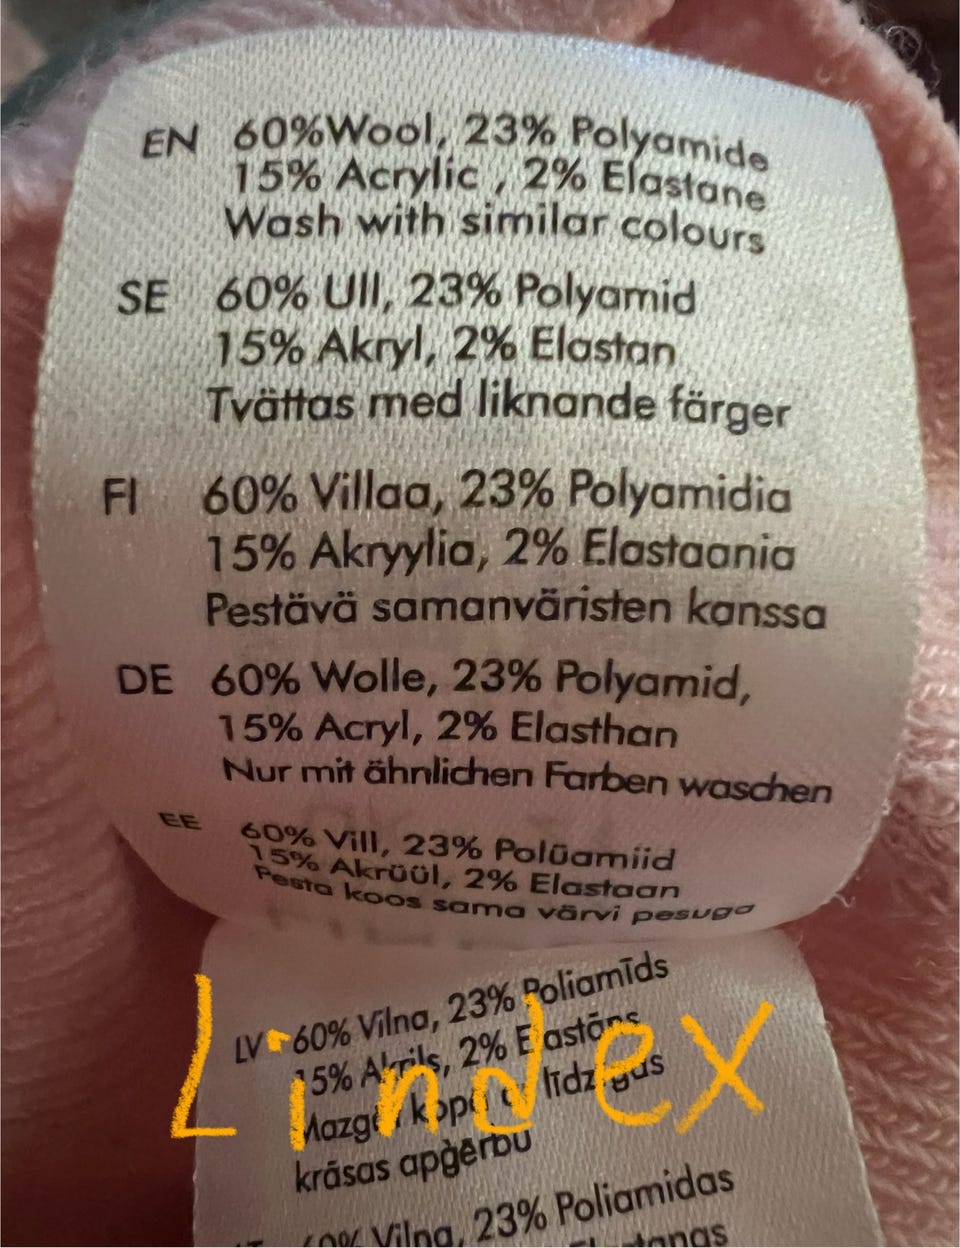 EN 60%Wool, 23% Polyamide
15% Acrylic , 2% Elastane
Wash with similar colours
SE 60% Ull, 23% Polyamid
15% Akryl, 2% Elastan
Tvättas med liknande färger
FI 60% Villaa, 23% Polyamidia
15% Akryylia, 2% Elastaania
Pestävä samanväristen kanssa
DE 60% Wolle, 23% Polyamid,
15% Acryl, 2% Elasthan
Nur mit ähnlichen Farben waschen
EE 60% Vill, 23% Polüamiid
15% Akrüül, 2% Elastaan
Pesta koos sama värvi pesuga
LV 60% Vilna, 23% Poliamīds
15% Akrils, 2% Elastāns
Lindex
krāsas apģērbu
Vilna, 23% Poliamidas